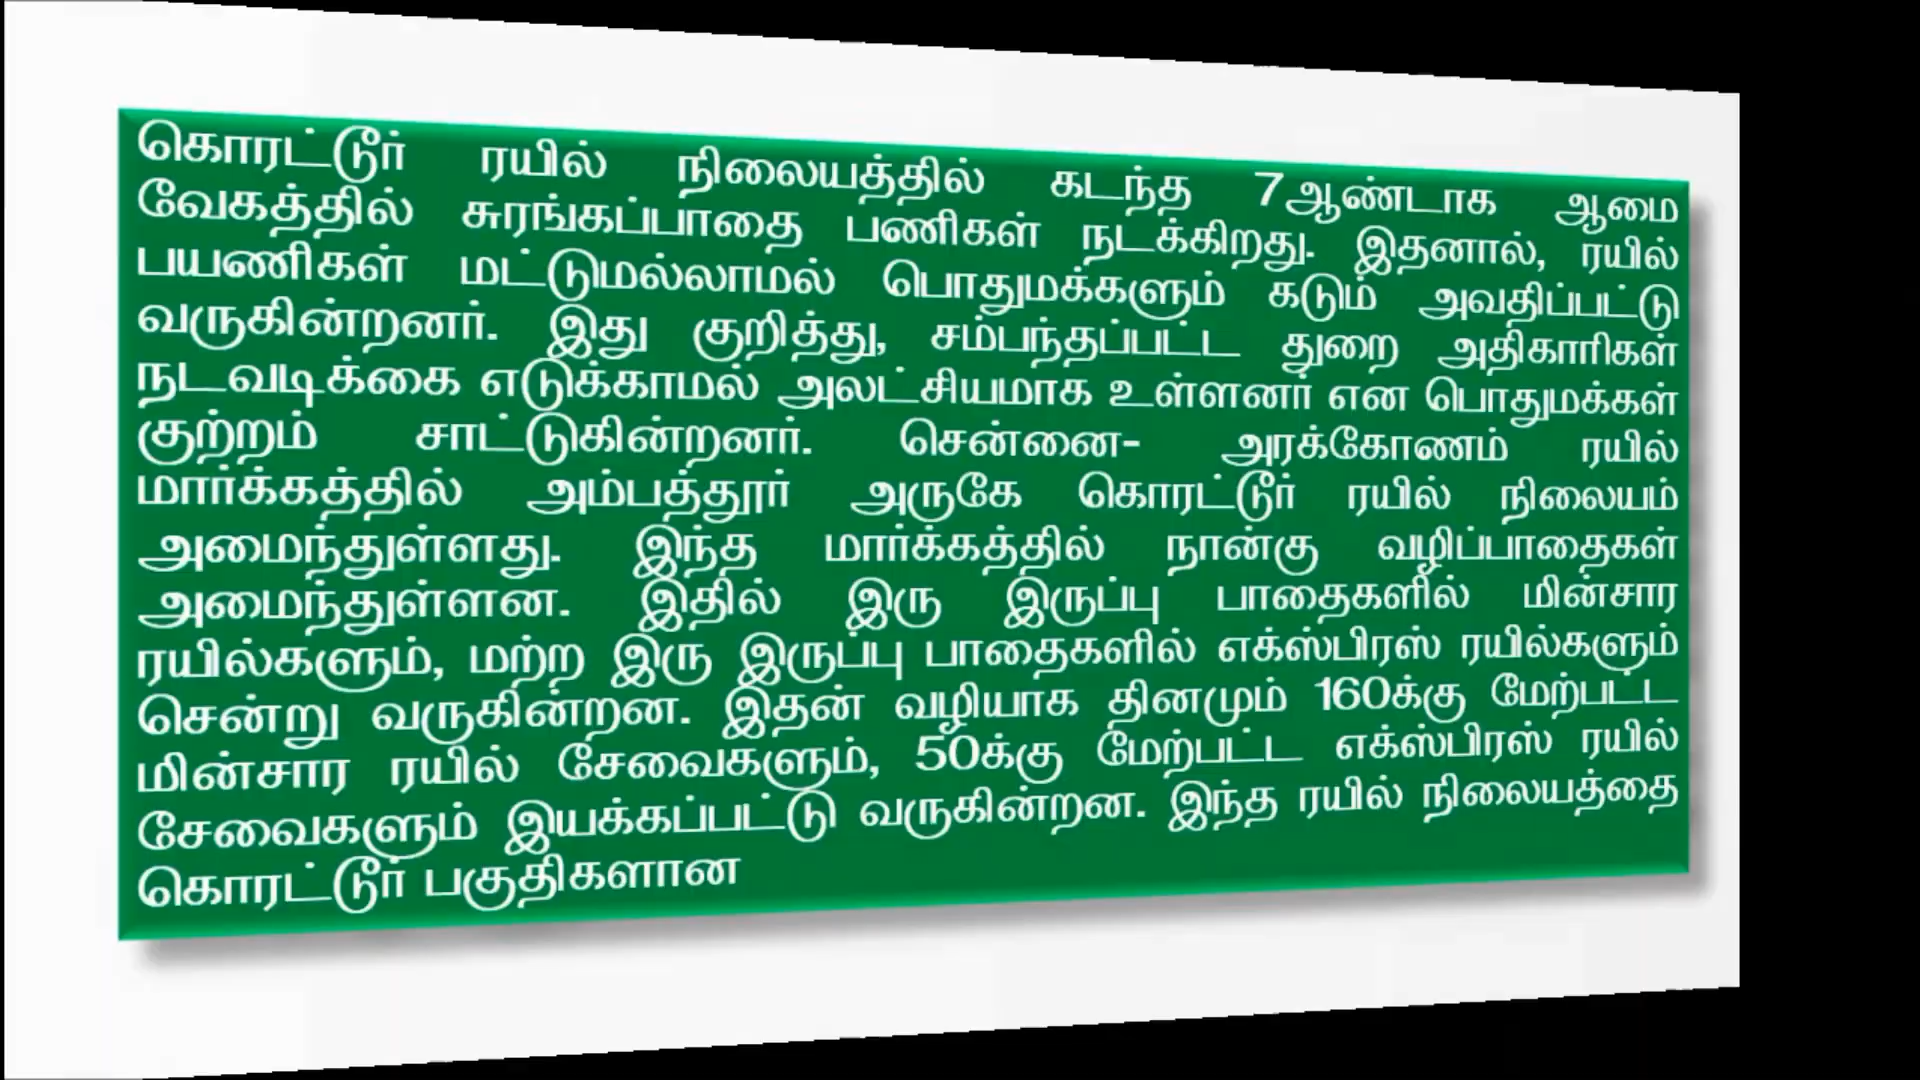 கொரட்டூர் ரயில் நிலையத்தில் கடந்த 7ஆண்டாக ஆமை
வேகத்தில் சுரங்கப்பாதை பணிகள் நடக்கிறது. இதனால், ரயில்
பயணிகள் மட்டுமல்லாமல் பொதுமக்களும் கடும் அவதிப்பட்டு
வருகின்றனர். இது குறித்து, சம்பந்தப்பட்ட துறை அதிகாரிகள்
நடவடிக்கை எடுக்காமல் அலட்சியமாக உள்ளனர் என பொதுமக்கள்
குற்றம் சாட்டுகின்றனர். சென்னை- அரக்கோணம் ரயில்
மார்க்கத்தில் அம்பத்தூர் அருகே கொரட்டூர் ரயில் நிலையம்
அமைந்துள்ளது. இந்த மார்க்கத்தில் நான்கு வழிப்பாதைகள்
அமைந்துள்ளன. இதில் இரு இருப்பு பாதைகளில் மின்சார
ரயில்களும், மற்ற இரு இருப்பு பாதைகளில் எக்ஸ்பிரஸ் ரயில்களும்
சென்று வருகின்றன. இதன் வழியாக தினமும் 160க்கு மேற்பட்ட
மின்சார ரயில் சேவைகளும், 50க்கு மேற்பட்ட எக்ஸ்பிரஸ் ரயில்
சேவைகளும் இயக்கப்பட்டு வருகின்றன. இந்த ரயில் நிலையத்தை
கொரட்டூர் பகுதிகளான